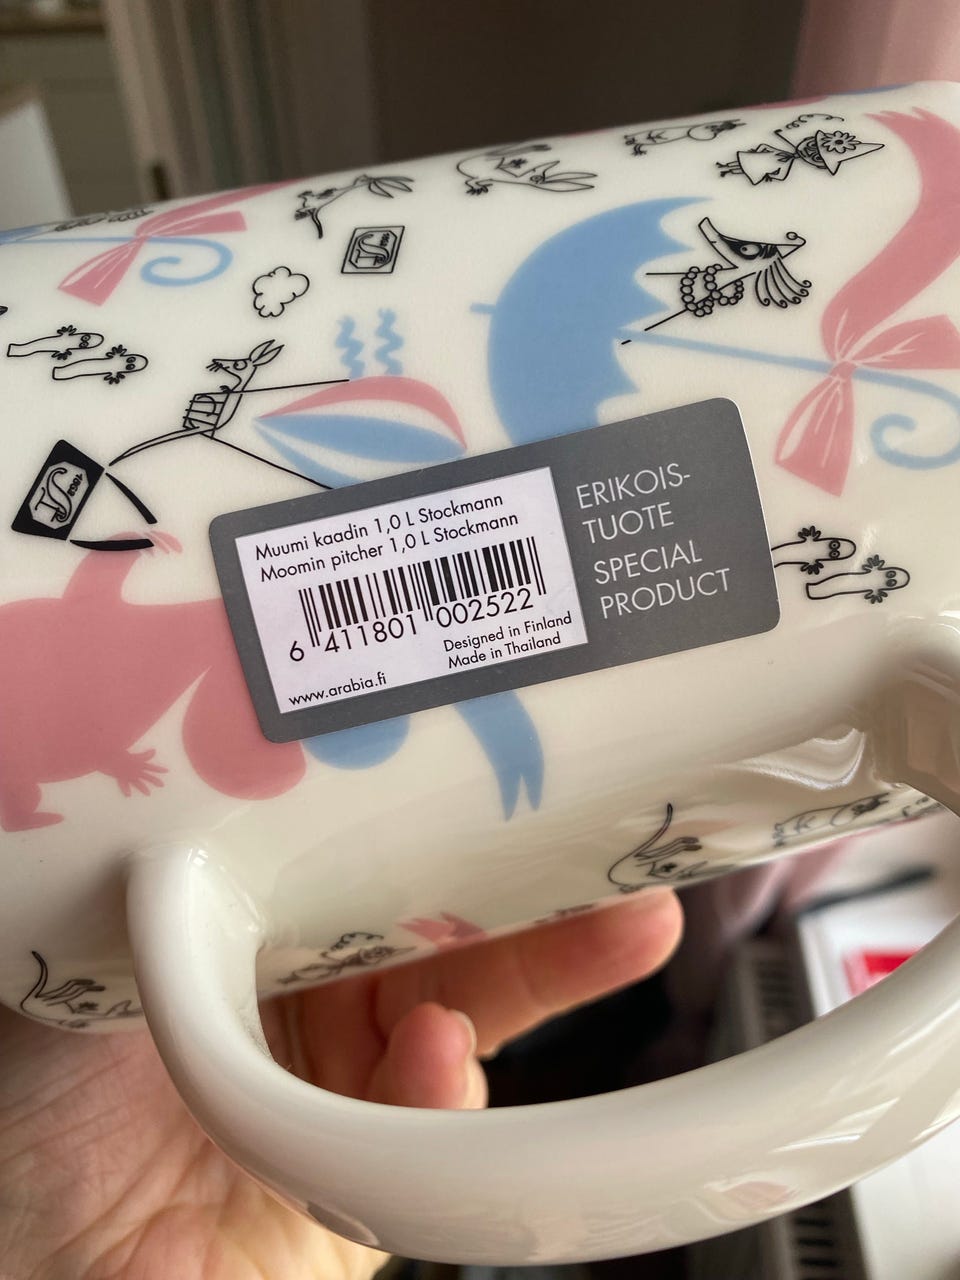 Muumi kaadin 1,0 L Stockmann
Moomin pitcher 1,0 L Stockmann
6 411801 002522
Designed in Finland
Made in Thailand
www.arabia.fi
ERIKOIS-
TUOTE
SPECIAL
PRODUCT